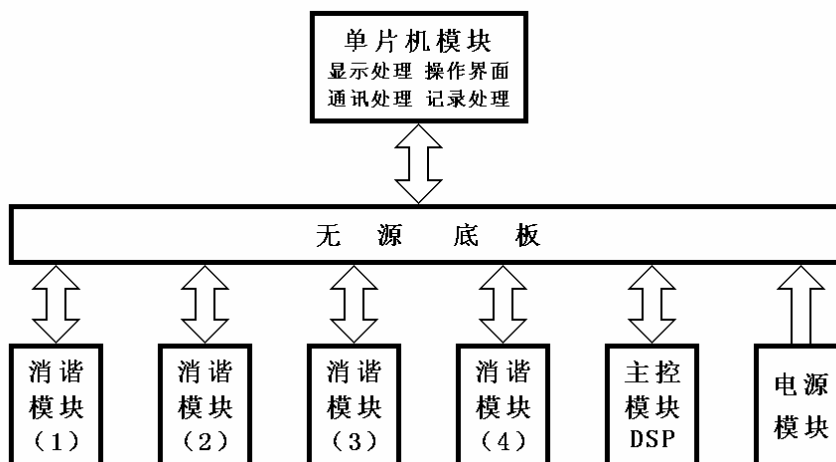 单片机模块
显示处理 操作界面
通讯处理 记录处理
无 源 底 板
消谐
模块
(1)
消谐
模块
(2)
消谐
模块
(3)
消谐
模块
(4)
主控
模块
DSP
电源
模块